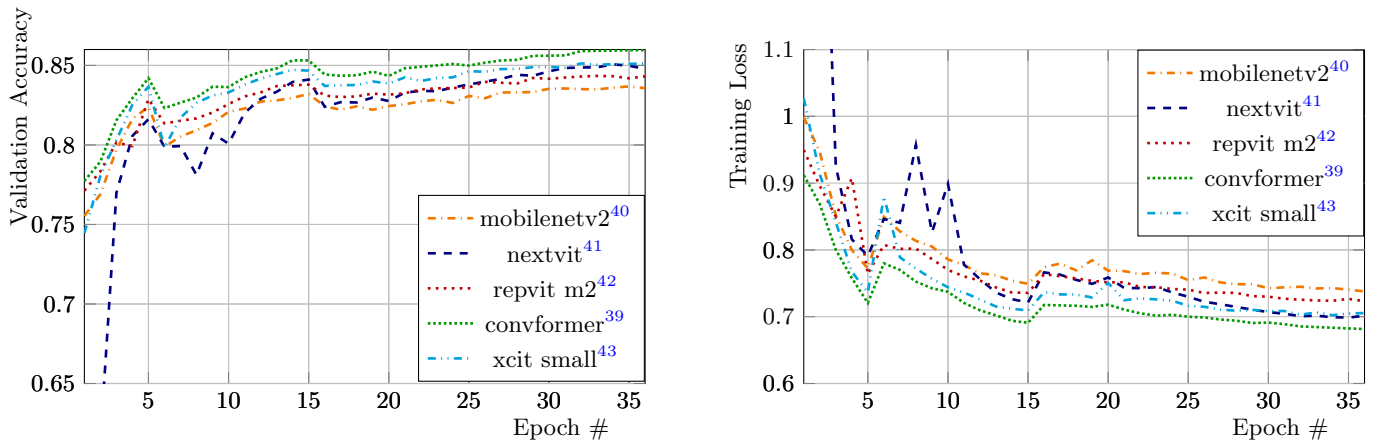 Validation Accuracy
0.85
0.8
0.75
0.7
0.65
5 10 15 20 25 30 35
Epoch #
mobilenetv240
nextvit41
repvit m242
convformer39
xcit small43
Training Loss
1.1
1
0.9
0.8
0.7
0.6
5 10 15 20 25 30 35
Epoch #
mobilenetv240
nextvit41
repvit m242
convformer39
xcit small43